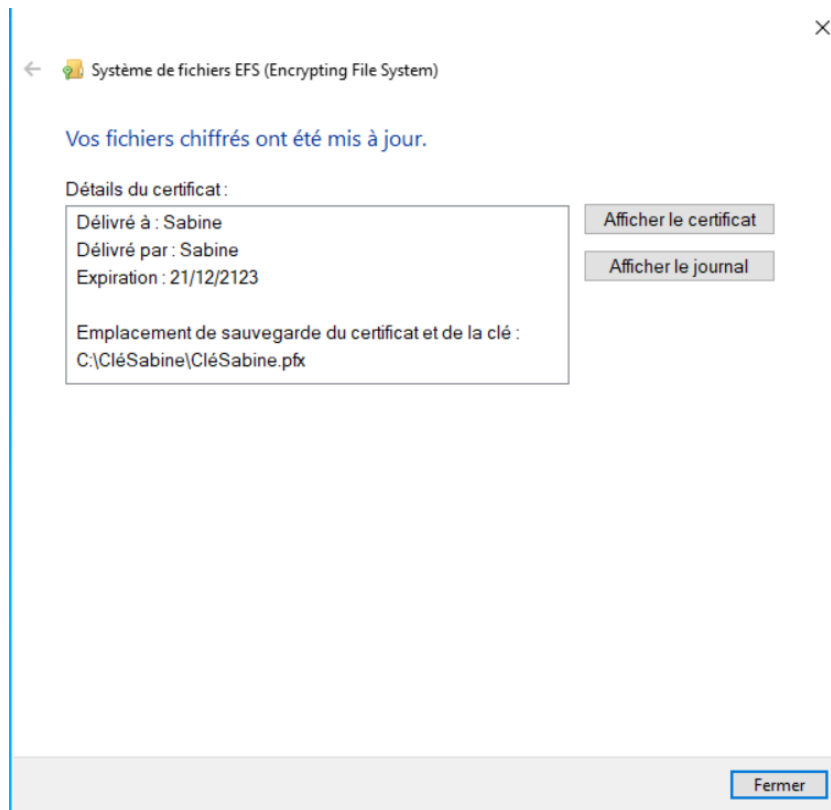 Système de fichiers EFS (Encrypting File System)
Vos fichiers chiffrés ont été mis à jour.
Détails du certificat :
Délivré à : Sabine
Délivré par : Sabine
Expiration : 21/12/2123
Emplacement de sauvegarde du certificat et de la clé :
C:\CléSabine\CléSabine.pfx
Afficher le certificat
Afficher le journal
Fermer